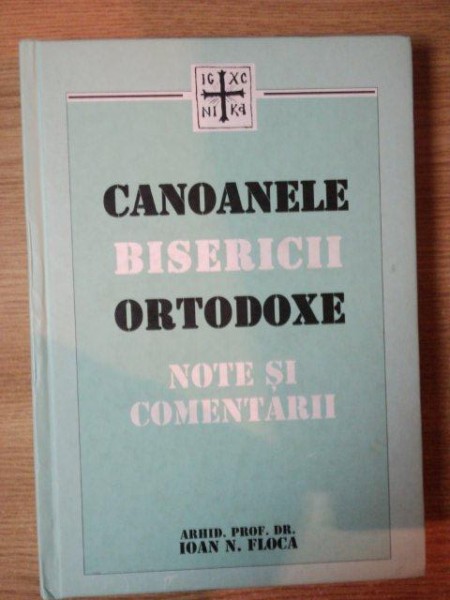 IC XC
NI KA
CANOANELE
BISERICII
ORTODOXE
NOTE ȘI
COMENTARII
ARHID. PROF. DR.
IOAN N. FLOCA